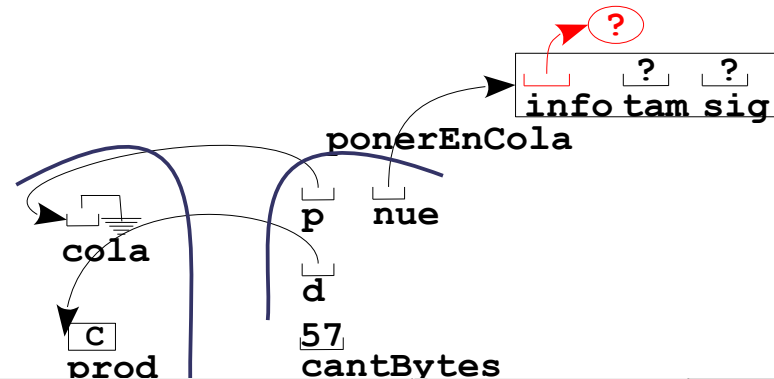 ?
? ?
info tam sig
ponerEnCola
p nue
cola
d
C 57
prod cantBytes